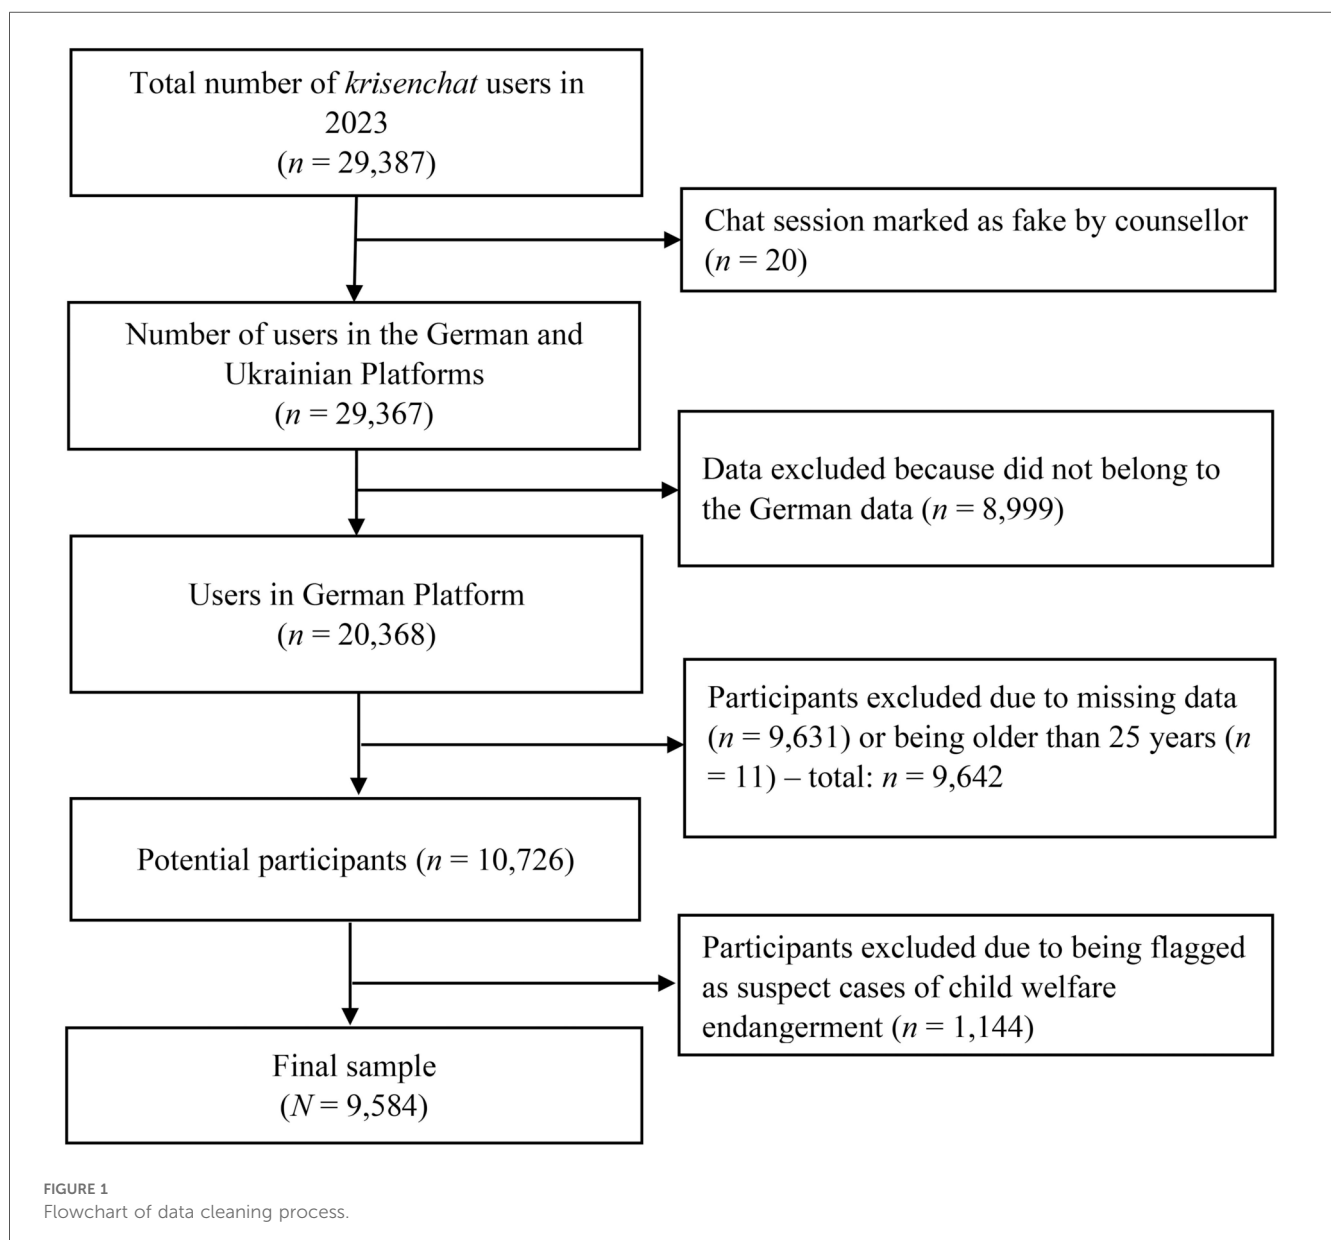 Total number of krisenchat users in
2023
(n = 29,387)
Chat session marked as fake by counsellor
(n = 20)
Number of users in the German and
Ukrainian Platforms
(n = 29,367)
Data excluded because did not belong to
the German data (n = 8,999)
Users in German Platform
(n = 20,368)
Participants excluded due to missing data
(n = 9,631) or being older than 25 years (n
= 11) – total: n = 9,642
Potential participants (n = 10,726)
Participants excluded due to being flagged
as suspect cases of child welfare
endangerment (n = 1,144)
Final sample
(N = 9,584)
FIGURE 1
Flowchart of data cleaning process.